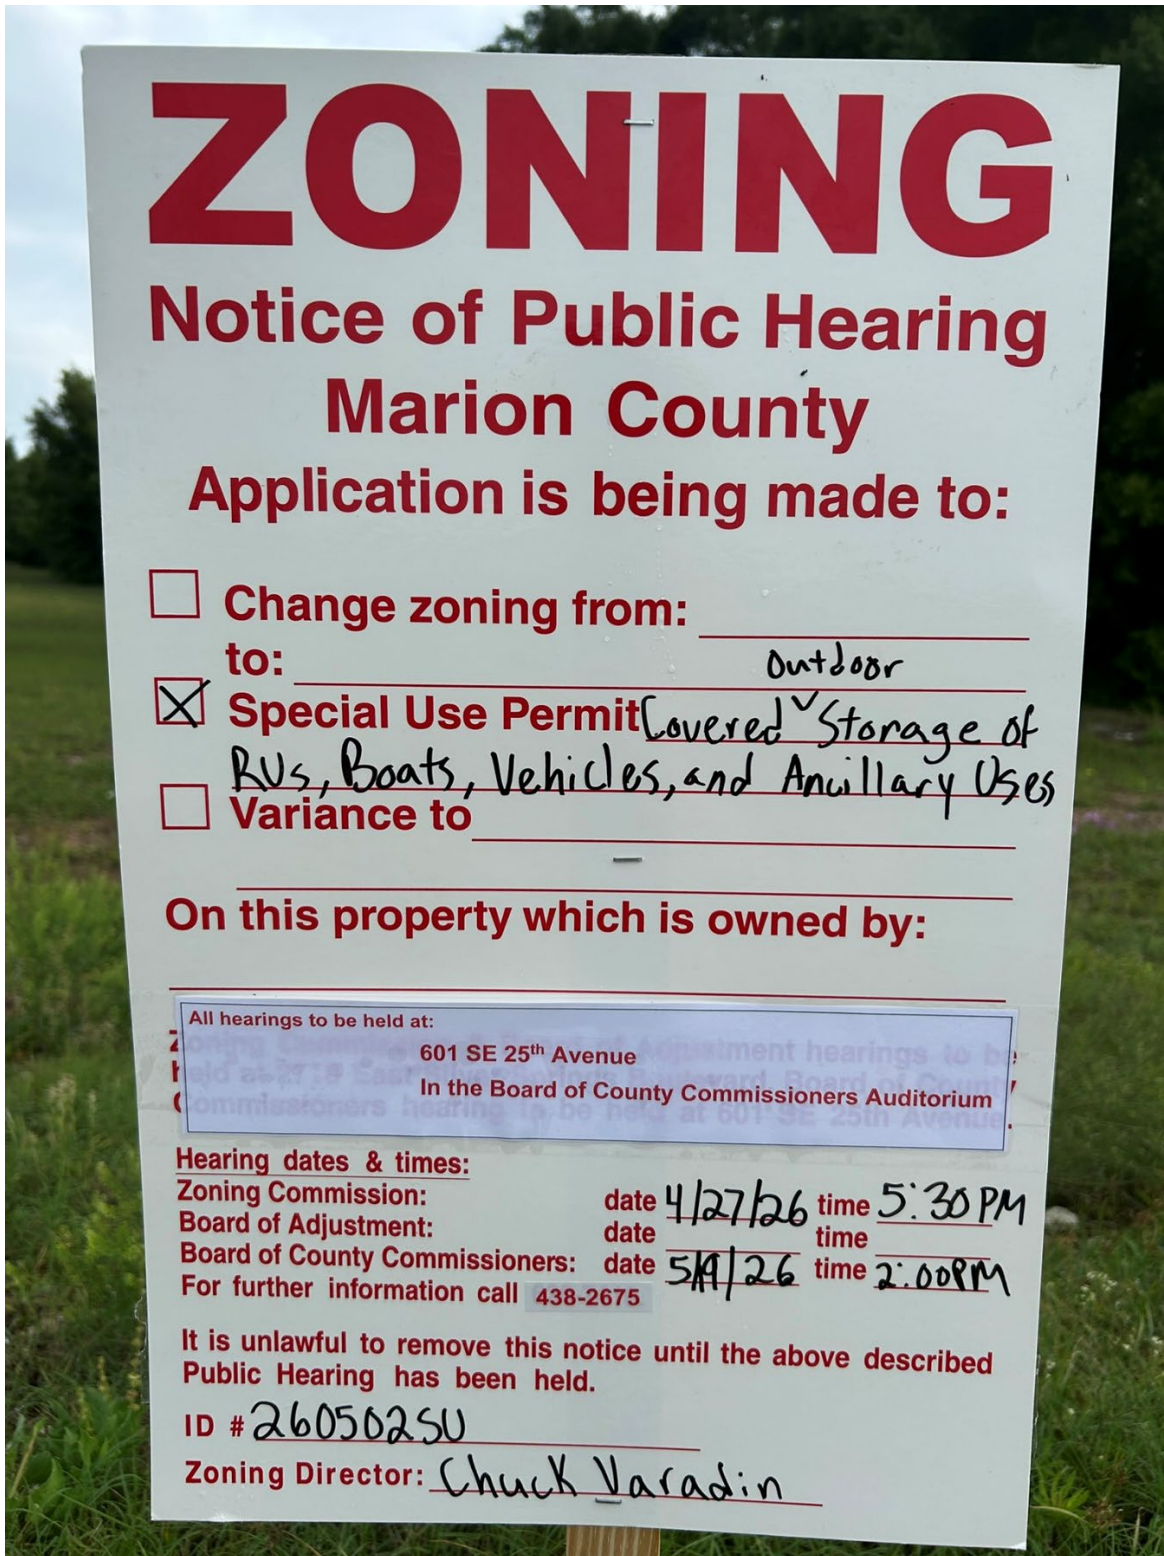 ZONING
Notice of Public Hearing
Marion County
Application is being made to:
Change zoning from:
to:
Outdoor
Special Use Permit Covered ˅ Storage of
RVs, Boats, Vehicles, and Ancillary Uses
Variance to
On this property which is owned by:
All hearings to be held at:
601 SE 25th Avenue
In the Board of County Commissioners Auditorium
Hearing dates & times:
Zoning Commission: date 4/27/26 time 5:30 PM
Board of Adjustment: date time
Board of County Commissioners: date /26 time 2:00PM
For further information call 438-2675
It is unlawful to remove this notice until the above described
Public Hearing has been held.
ID # 260502SU
Zoning Director: Chuck Varadin